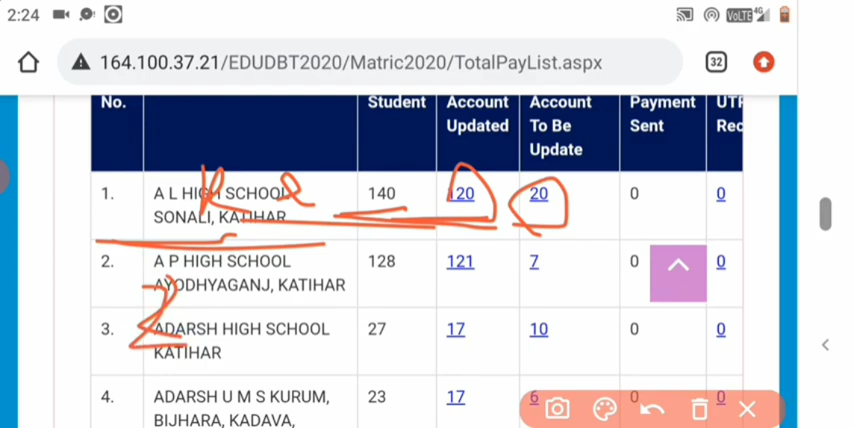 2:24 VoLTE 4G
164.100.37.21/EDUDBT2020/Matric2020/TotalPayList.aspx 32
No. Student Account Updated Account To Be Update Payment Sent
1. A L HIGH SCHOOL SONALI, KATIHAR 140 120 20 0 0
2. A P HIGH SCHOOL AYODHYAGANJ, KATIHAR 128 121 7 0 0
3. ADARSH HIGH SCHOOL KATIHAR 27 17 10 0 0
4. ADARSH U M S KURUM, BIJHARA, KADAVA, 23 17 6 0 0